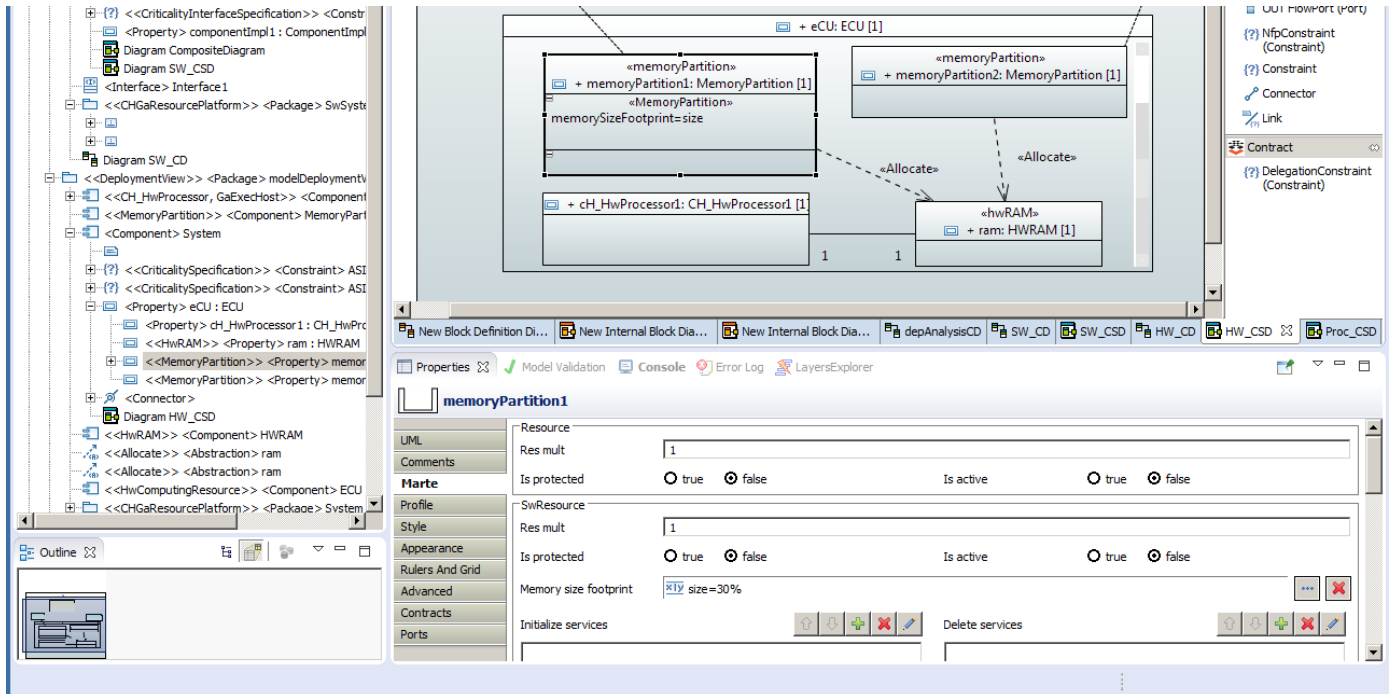 {?} <<CriticalityInterfaceSpecification>> <Constr
<Property> componentImpl1 : ComponentImpl
Diagram CompositeDiagram
Diagram SW_CSD
<Interface> Interface1
<<CHGaResourcePlatform>> <Package> SwSyste
Diagram SW_CD
<<DeploymentView>> <Package> modelDeploymentV
<<CH_HwProcessor, GaExecHost>> <Component
<<MemoryPartition>> <Component> MemoryPart
<Component> System
{?} <<CriticalitySpecification>> <Constraint> ASI
{?} <<CriticalitySpecification>> <Constraint> ASI
<Property> eCU : ECU
<Property> cH_HwProcessor1 : CH_HwPro
<<HwRAM>> <Property> ram : HWRAM
<<MemoryPartition>> <Property> memor
<<MemoryPartition>> <Property> memor
<Connector>
Diagram HW_CSD
<<HwRAM>> <Component> HWRAM
<<Allocate>> <Abstraction> ram
<<Allocate>> <Abstraction> ram
<<HwComputingResource>> <Component> ECU
<<CHGaResourcePlatform>> <Package> System
Outline
+ eCU: ECU [1]
«memoryPartition»
+ memoryPartition1: MemoryPartition [1]
«MemoryPartition»
memorySizeFootprint=size
«memoryPartition»
+ memoryPartition2: MemoryPartition [1]
«Allocate»
«Allocate»
+ cH_HwProcessor1: CH_HwProcessor1 [1]
«hwRAM»
+ ram: HWRAM [1]
1
1
OUT FlowPort (Port)
{?} NfpConstraint
(Constraint)
{?} Constraint
Connector
Link
Contract
{?} DelegationConstraint
(Constraint)
New Block Definition Di... New Internal Block Dia... New Internal Block Dia... depAnalysisCD SW_CD SW_CSD HW_CD HW_CSD Proc_CSD
Properties Model Validation Console Error Log LayersExplorer
memoryPartition1
UML
Comments
Marte
Profile
Style
Appearance
Rulers And Grid
Advanced
Contracts
Ports
Resource
Res mult 1
Is protected true false Is active true false
SwResource
Res mult 1
Is protected true false Is active true false
Memory size footprint x|y size=30% ...
Initialize services Delete services